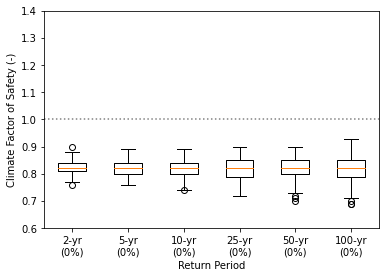 Climate Factor of Safety (-)
1.4
1.3
1.2
1.1
1.0
0.9
0.8
0.7
0.6
2-yr 5-yr 10-yr 25-yr 50-yr 100-yr
(0%) (0%) (0%) (0%) (0%) (0%)
Return Period